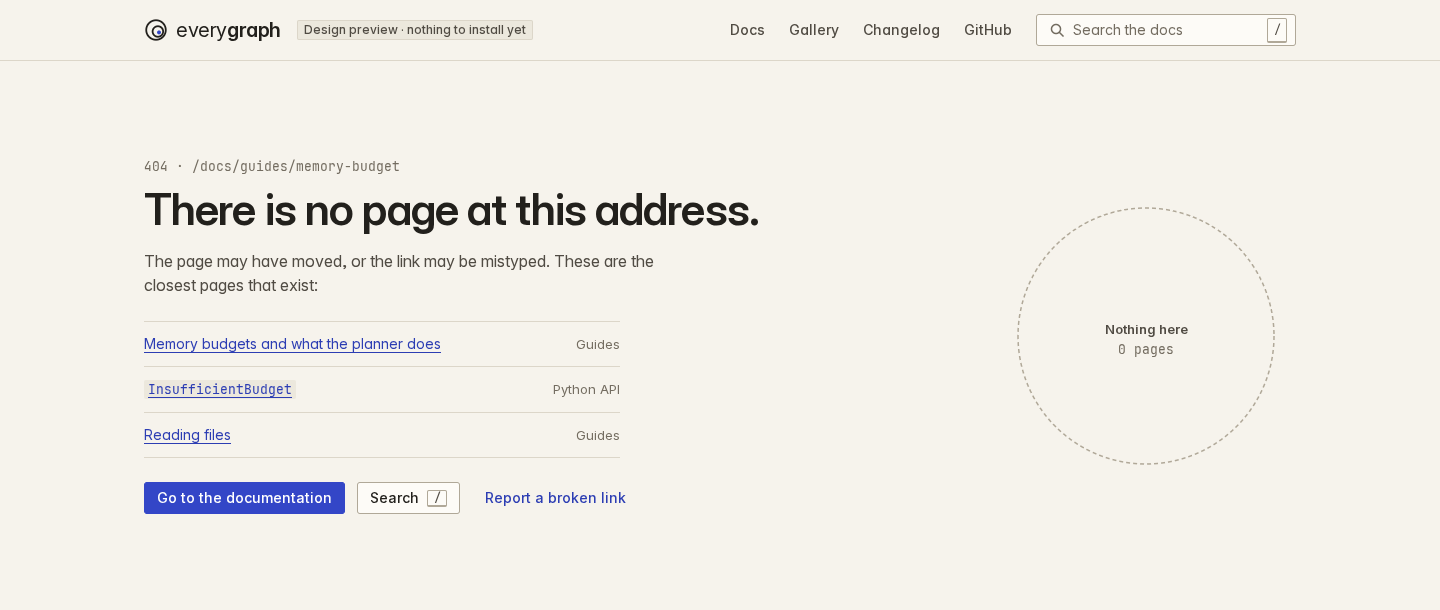 everygraph
Design preview · nothing to install yet
Docs
Gallery
Changelog
GitHub
Search the docs
/
404 · /docs/guides/memory-budget
There is no page at this address.
The page may have moved, or the link may be mistyped. These are the
closest pages that exist:
Memory budgets and what the planner does
Guides
InsufficientBudget
Python API
Reading files
Guides
Go to the documentation
Search /
Report a broken link
Nothing here
0 pages